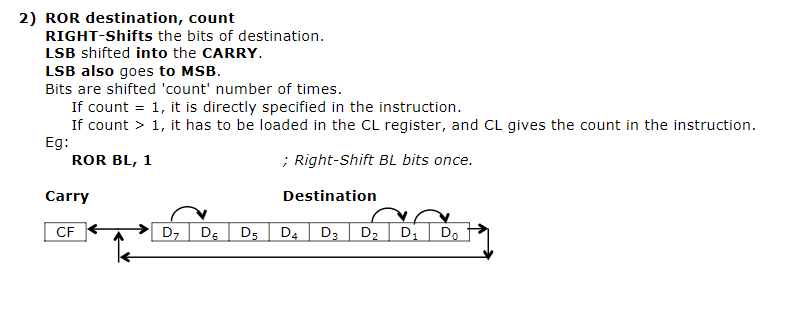 2) ROR destination, count
RIGHT-Shifts the bits of destination.
LSB shifted into the CARRY.
LSB also goes to MSB.
Bits are shifted 'count' number of times.
If count = 1, it is directly specified in the instruction.
If count > 1, it has to be loaded in the CL register, and CL gives the count in the instruction.
Eg:
ROR BL, 1 ; Right-Shift BL bits once.
Carry Destination
CF D₇ D₆ D₅ D₄ D₃ D₂ D₁ D₀